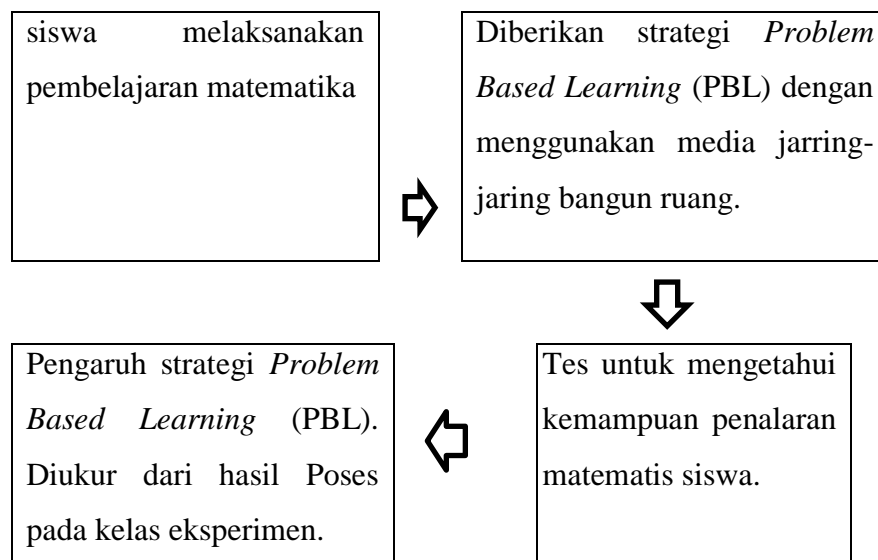 siswa melaksanakan
pembelajaran matematika
Diberikan strategi Problem
Based Learning (PBL) dengan
menggunakan media jarring-
jaring bangun ruang.
Tes untuk mengetahui
kemampuan penalaran
matematis siswa.
Pengaruh strategi Problem
Based Learning (PBL).
Diukur dari hasil Poses
pada kelas eksperimen.